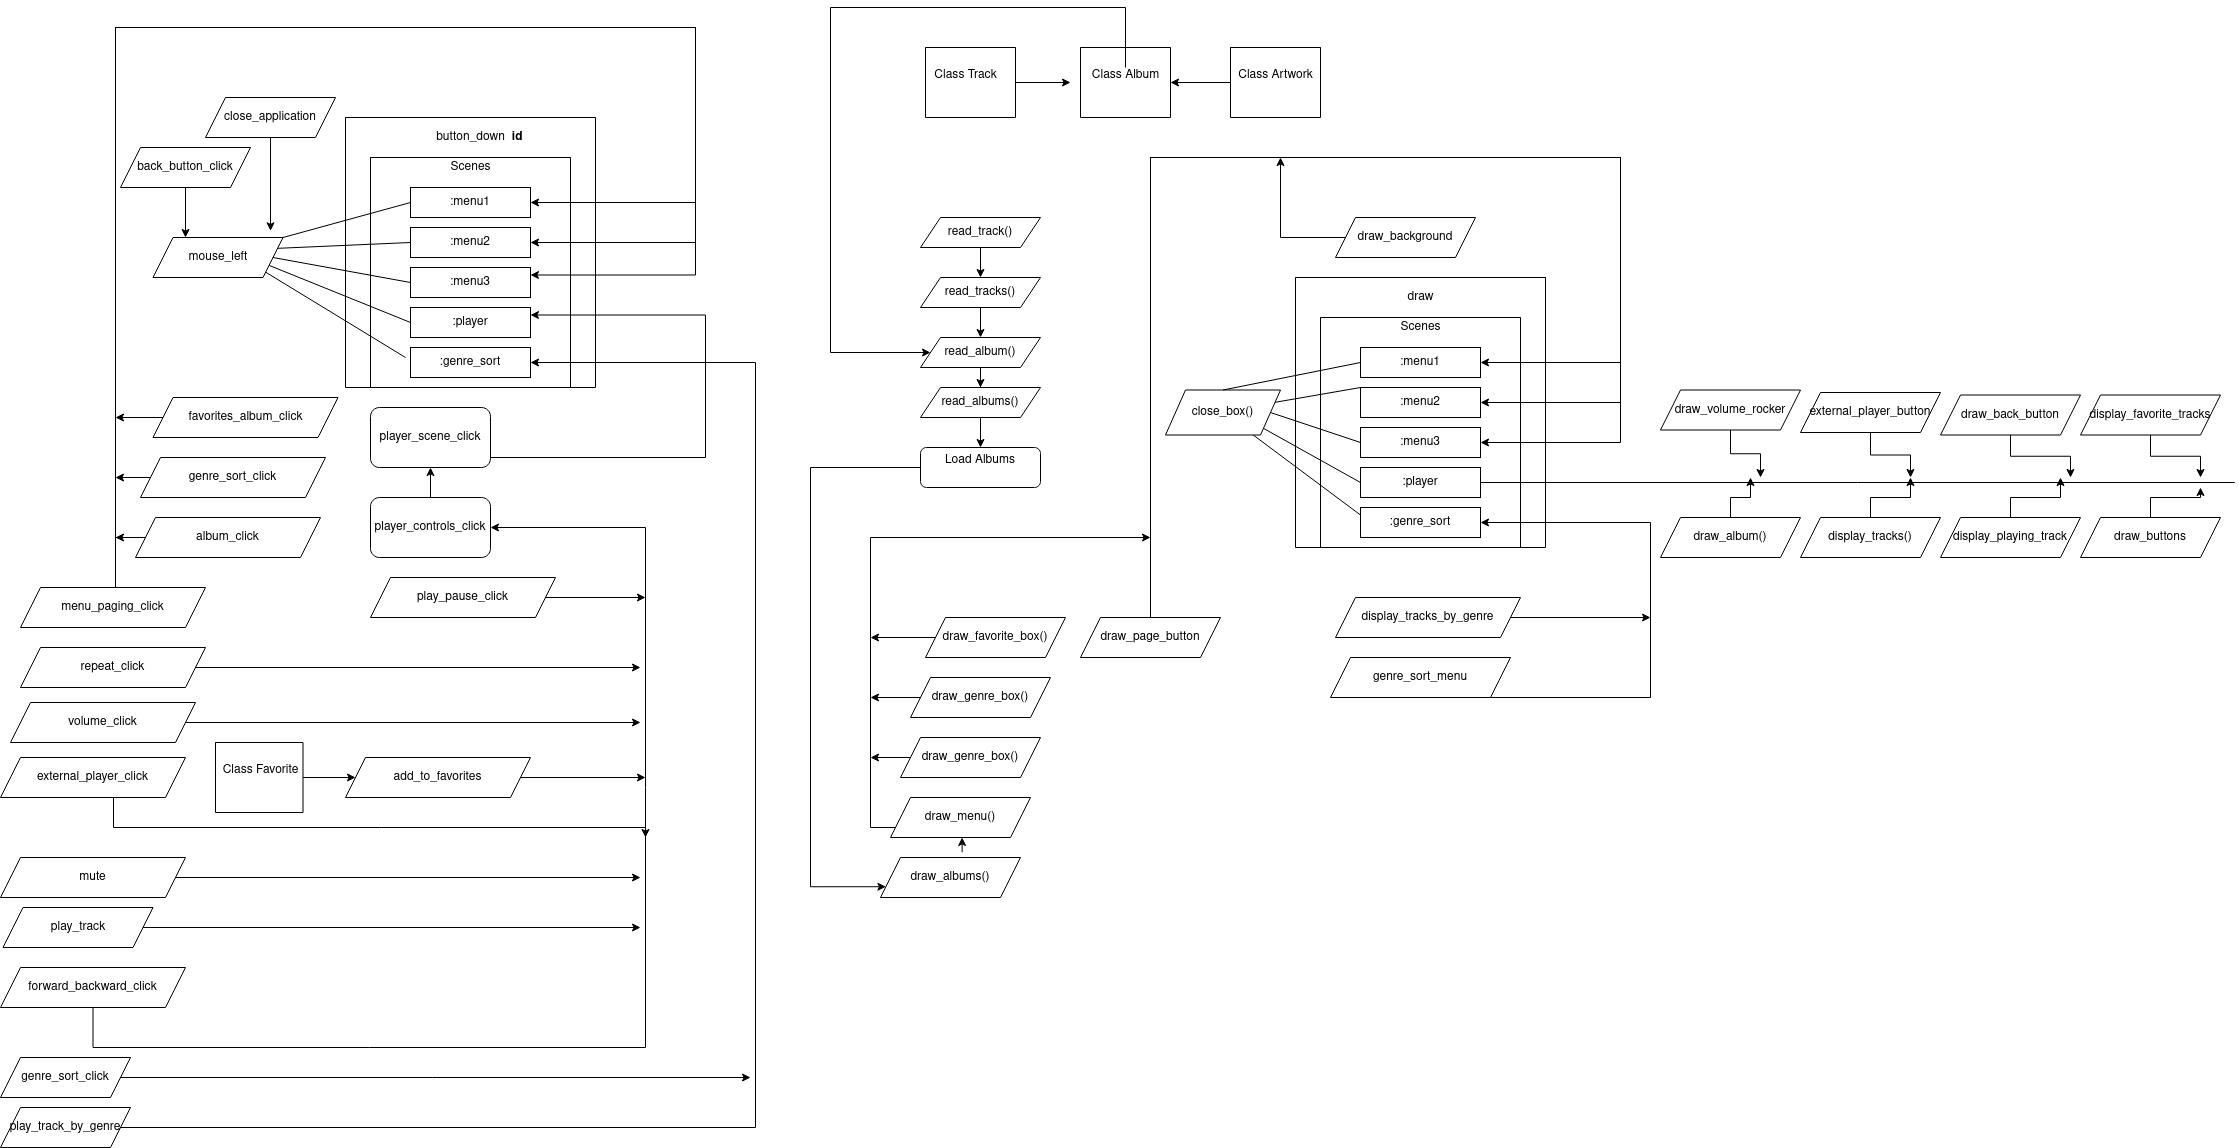 close_application
back_button_click
mouse_left
button_down id
Scenes
:menu1
:menu2
:menu3
:player
:genre_sort
favorites_album_click
genre_sort_click
album_click
menu_paging_click
player_scene_click
player_controls_click
play_pause_click
repeat_click
volume_click
external_player_click
Class Favorite
add_to_favorites
mute
play_track
forward_backward_click
genre_sort_click
play_track_by_genre
Class Track
Class Album
Class Artwork
read_track()
read_tracks()
read_album()
read_albums()
Load Albums
draw_favorite_box()
draw_genre_box()
draw_genre_box()
draw_menu()
draw_albums()
draw_page_button
draw_background
draw
Scenes
:menu1
:menu2
:menu3
:player
:genre_sort
close_box()
display_tracks_by_genre
genre_sort_menu
draw_volume_rocker
external_player_button
draw_back_button
display_favorite_tracks
draw_album()
display_tracks()
display_playing_track
draw_buttons